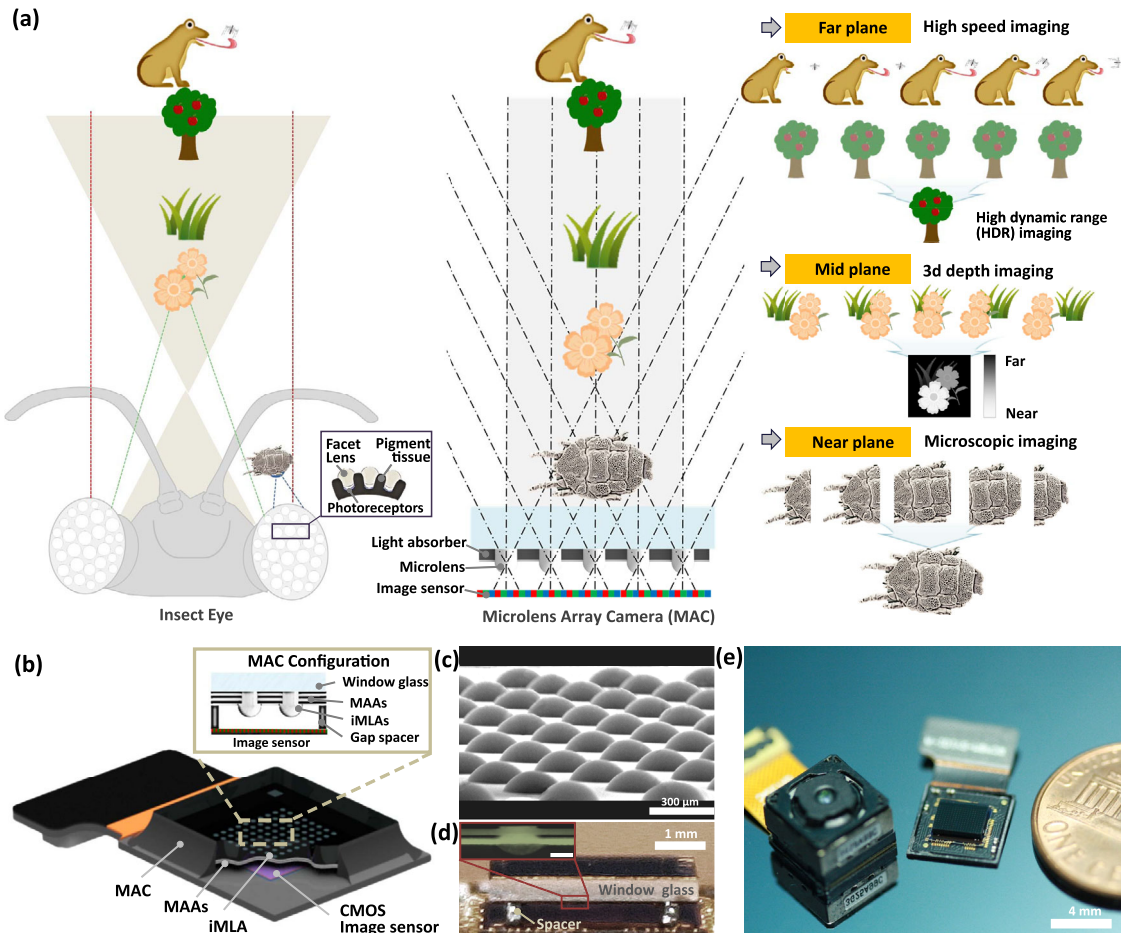 (a)
Far plane
High speed imaging
High dynamic range
(HDR) imaging
Mid plane
3d depth imaging
Far
Near
Near plane
Microscopic imaging
Facet
Lens
Pigment
tissue
Photoreceptors
Light absorber
Microlens
Image sensor
Insect Eye
Microlens Array Camera (MAC)
(b)
MAC Configuration
Window glass
MAAs
iMLAs
Gap spacer
Image sensor
MAC
MAAs
iMLA
CMOS
Image sensor
(c)
300 μm
(d)
1 mm
Window glass
Spacer
(e)
4 mm